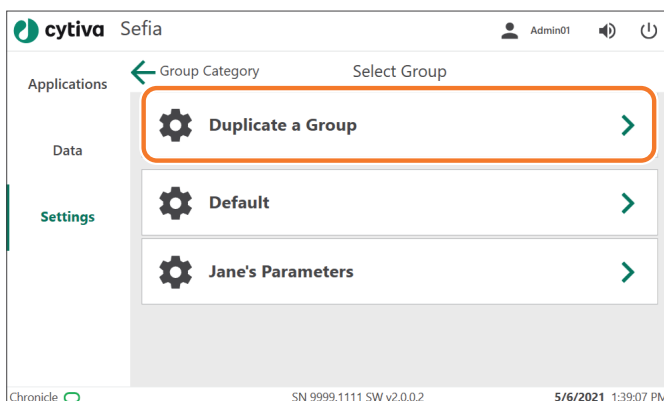 cytiva Sefia Admin01
Applications
Group Category Select Group
Duplicate a Group
Data
Default
Settings
Jane's Parameters
Chronicle SN 9999.1111 SW v2.0.0.2 5/6/2021 1:39:07 PM